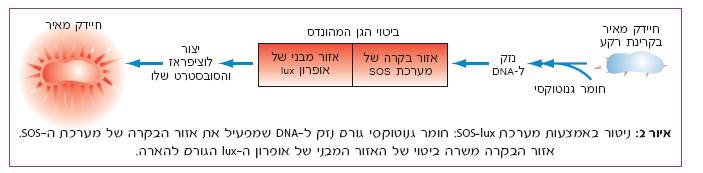 חיידק מאיר
בקרינת רקע
חומר גנוטוקסי
נזק
ל-DNA
ביטוי הגן המהונדס
אזור בקרה של
מערכת SOS
אזור מבני של
אופרון lux
יצור
לוציפראז
והסובסטרט שלו
חיידק מאיר
איור 2: ניטור באמצעות מערכת SOS-lux: חומר גנוטוקסי גורם נזק ל-DNA שמפעיל את אזור הבקרה של מערכת ה-SOS.
אזור הבקרה משרה ביטוי של האזור המבני של אופרון ה-lux הגורם להארה.